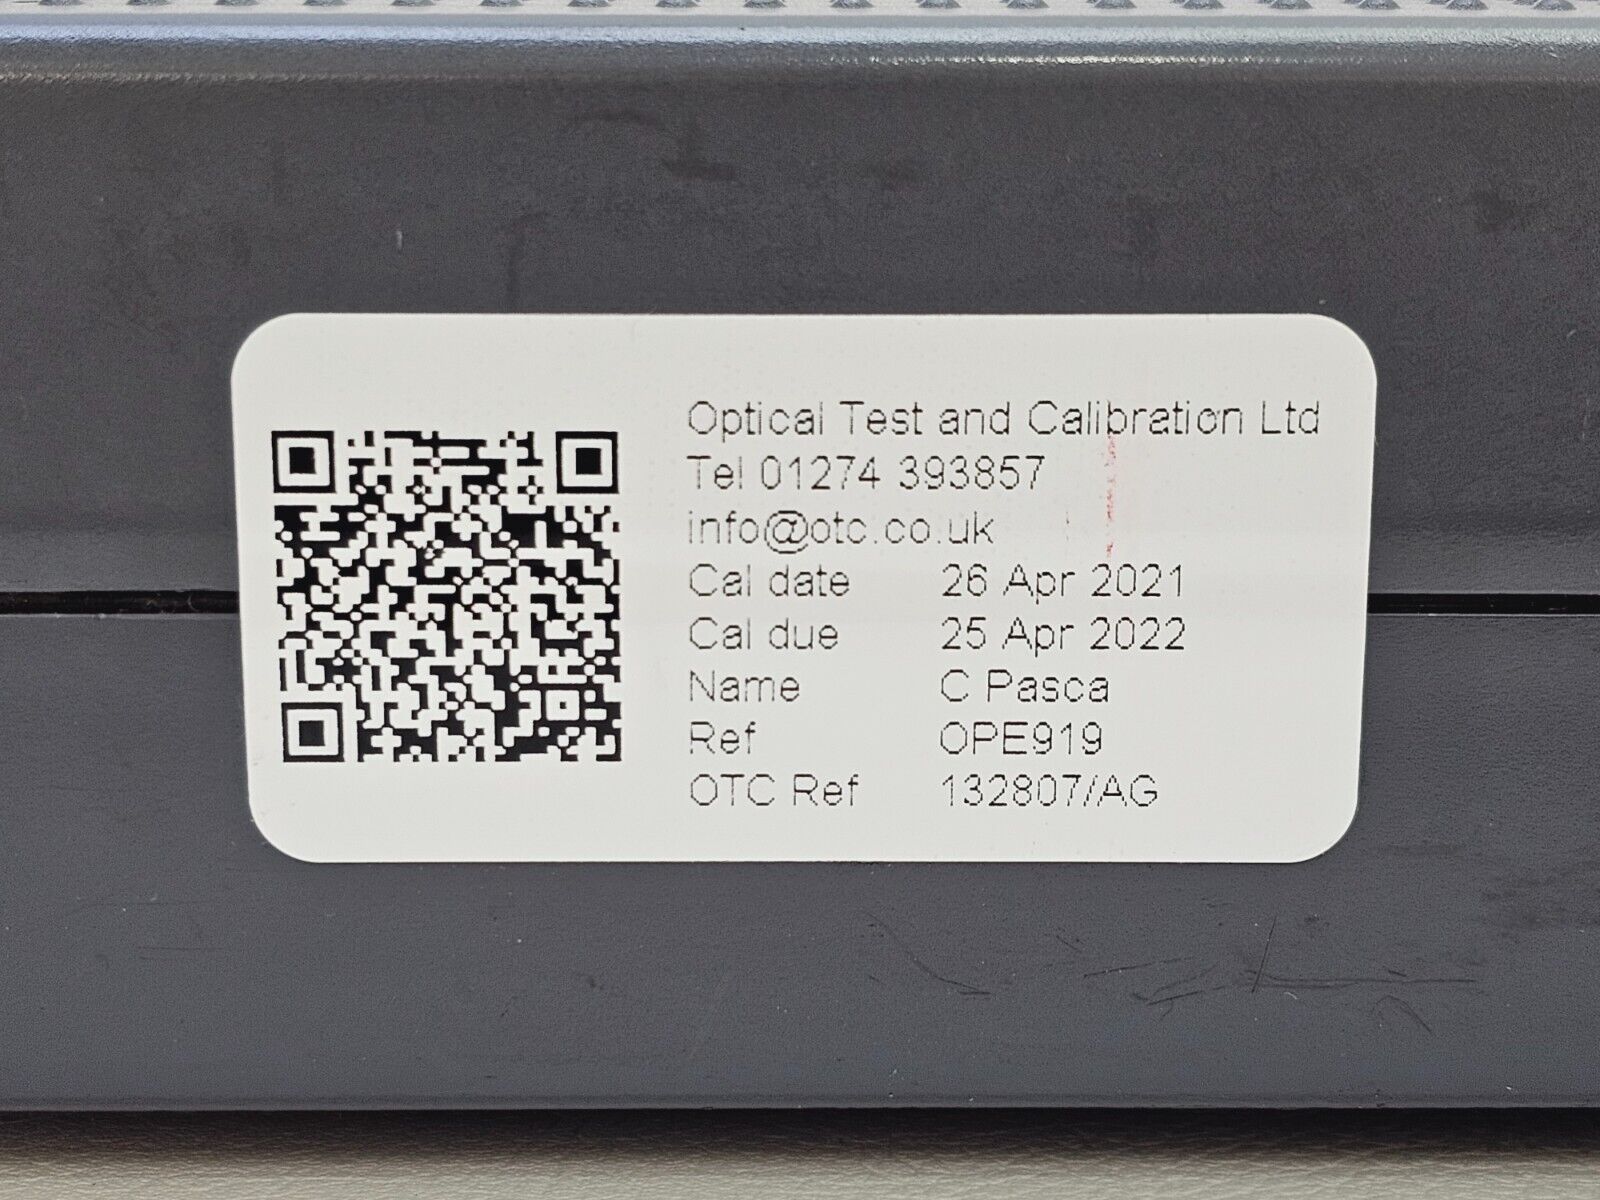 Optical Test and Calibration Ltd
Tel 01274 393857
info@otc.co.uk
Cal date 26 Apr 2021
Cal due 25 Apr 2022
Name C Pasca
Ref OPE919
OTC Ref 132807/AG